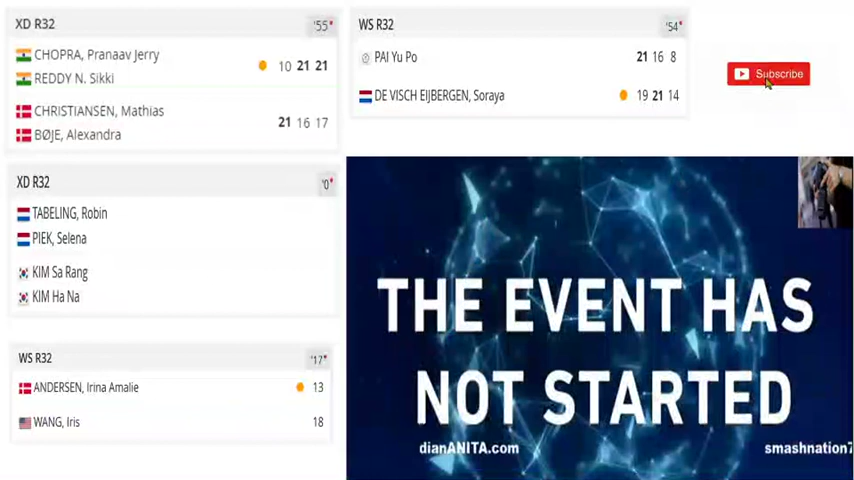 XD R32
'55
CHOPRA, Pranaav Jerry
REDDY N. Sikki
10 21 21
CHRISTIANSEN, Mathias
BØJE, Alexandra
21 16 17
WS R32
'54
PAI Yu Po
21 16 8
DE VISCH EIJBERGEN, Soraya
19 21 14
Subscribe
XD R32
'0
TABELING, Robin
PIEK, Selena
KIM Sa Rang
KIM Ha Na
WS R32
'17
ANDERSEN, Irina Amalie
13
WANG, Iris
18
THE EVENT HAS
NOT STARTED
dianANITA.com
smashnation7